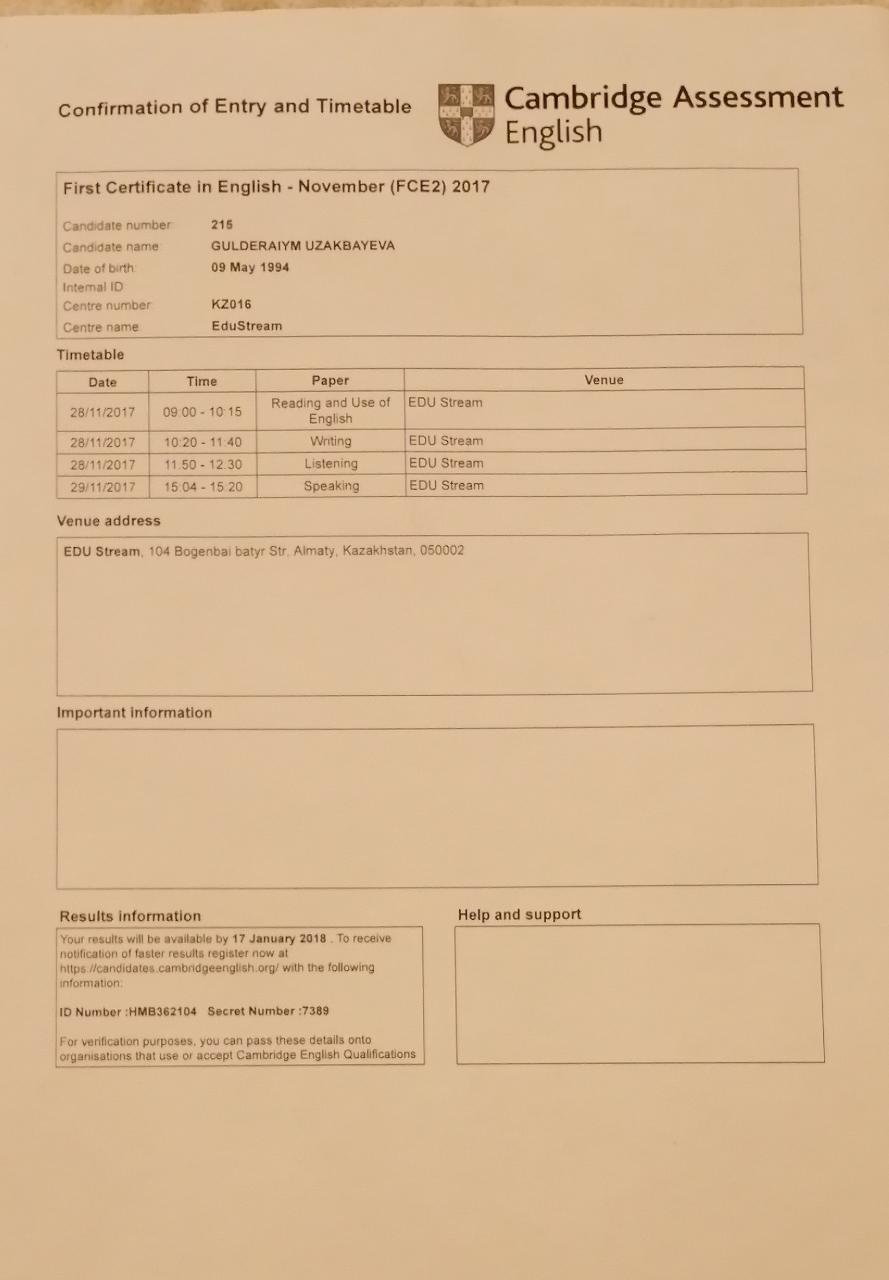 Confirmation of Entry and Timetable
Cambridge Assessment
English
First Certificate in English - November (FCE2) 2017
Candidate number: 215
Candidate name: GULDERAIYM UZAKBAYEVA
Date of birth: 09 May 1994
Internal ID
Centre number: KZ016
Centre name: EduStream
Timetable
Date Time Paper Venue
28/11/2017 09:00 - 10:15 Reading and Use of English EDU Stream
28/11/2017 10:20 - 11:40 Writing EDU Stream
28/11/2017 11:50 - 12:30 Listening EDU Stream
29/11/2017 15:04 - 15:20 Speaking EDU Stream
Venue address
EDU Stream, 104 Bogenbai batyr Str, Almaty, Kazakhstan, 050002
Important information
Results information
Your results will be available by 17 January 2018 . To receive
notification of faster results register now at
https://candidates.cambridgeenglish.org/ with the following
information:
ID Number :HMB362104 Secret Number :7389
For verification purposes, you can pass these details onto
organisations that use or accept Cambridge English Qualifications
Help and support